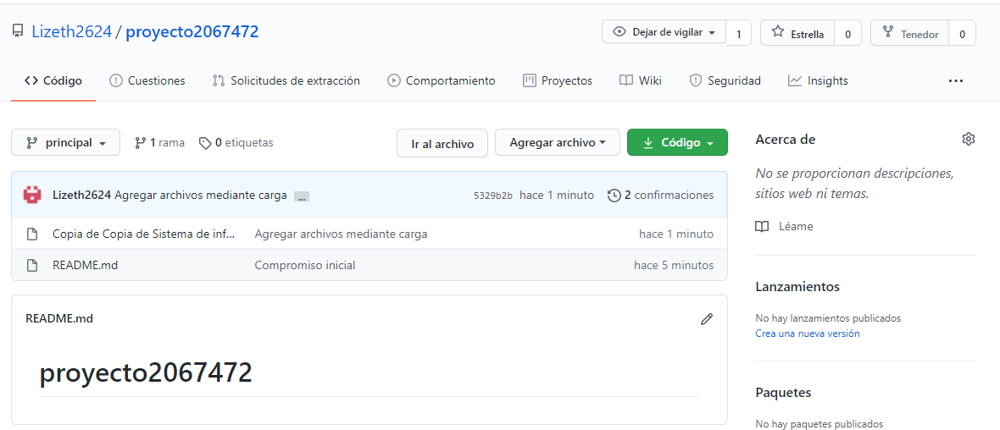 Lizeth2624 / proyecto2067472
Dejar de vigilar 1
Estrella 0
Tenedor 0
Código
Cuestiones
Solicitudes de extracción
Comportamiento
Proyectos
Wiki
Seguridad
Insights
principal
1 rama
0 etiquetas
Ir al archivo
Agregar archivo
Código
Lizeth2624 Agregar archivos mediante carga ...
5329b2b hace 1 minuto
2 confirmaciones
Copia de Copia de Sistema de inf... Agregar archivos mediante carga hace 1 minuto
README.md Compromiso inicial hace 5 minutos
README.md
proyecto2067472
Acerca de
No se proporcionan descripciones,
sitios web ni temas.
Léame
Lanzamientos
No hay lanzamientos publicados
Crea una nueva versión
Paquetes
No hay paquetes publicados